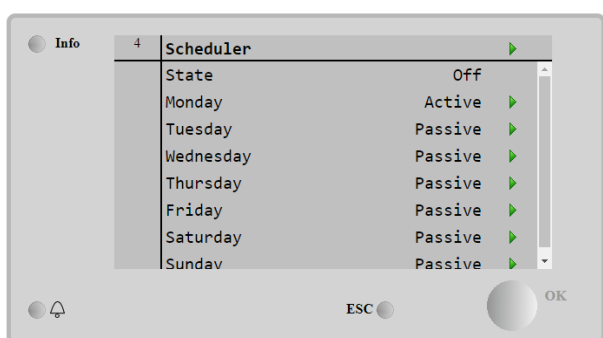 Info
4 Scheduler
State Off
Monday Active
Tuesday Passive
Wednesday Passive
Thursday Passive
Friday Passive
Saturday Passive
Sunday Passive
ESC
OK